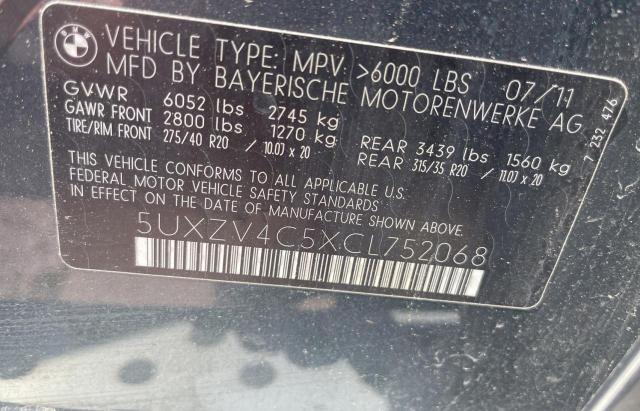 BMW
VEHICLE TYPE: MPV >6000 LBS 07/11
MFD BY BAYERISCHE MOTORENWERKE AG
GVWR 6052 lbs 2745 kg
GAWR FRONT 2800 lbs 1270 kg REAR 3439 lbs 1560 kg
TIRE/RIM FRONT 275/40 R20 / 10.0J x 20 REAR 315/35 R20 / 11.0J x 20
THIS VEHICLE CONFORMS TO ALL APPLICABLE U.S.
FEDERAL MOTOR VEHICLE SAFETY STANDARDS
IN EFFECT ON THE DATE OF MANUFACTURE SHOWN ABOVE.
5UXZV4C5XCL752068
7 252 476